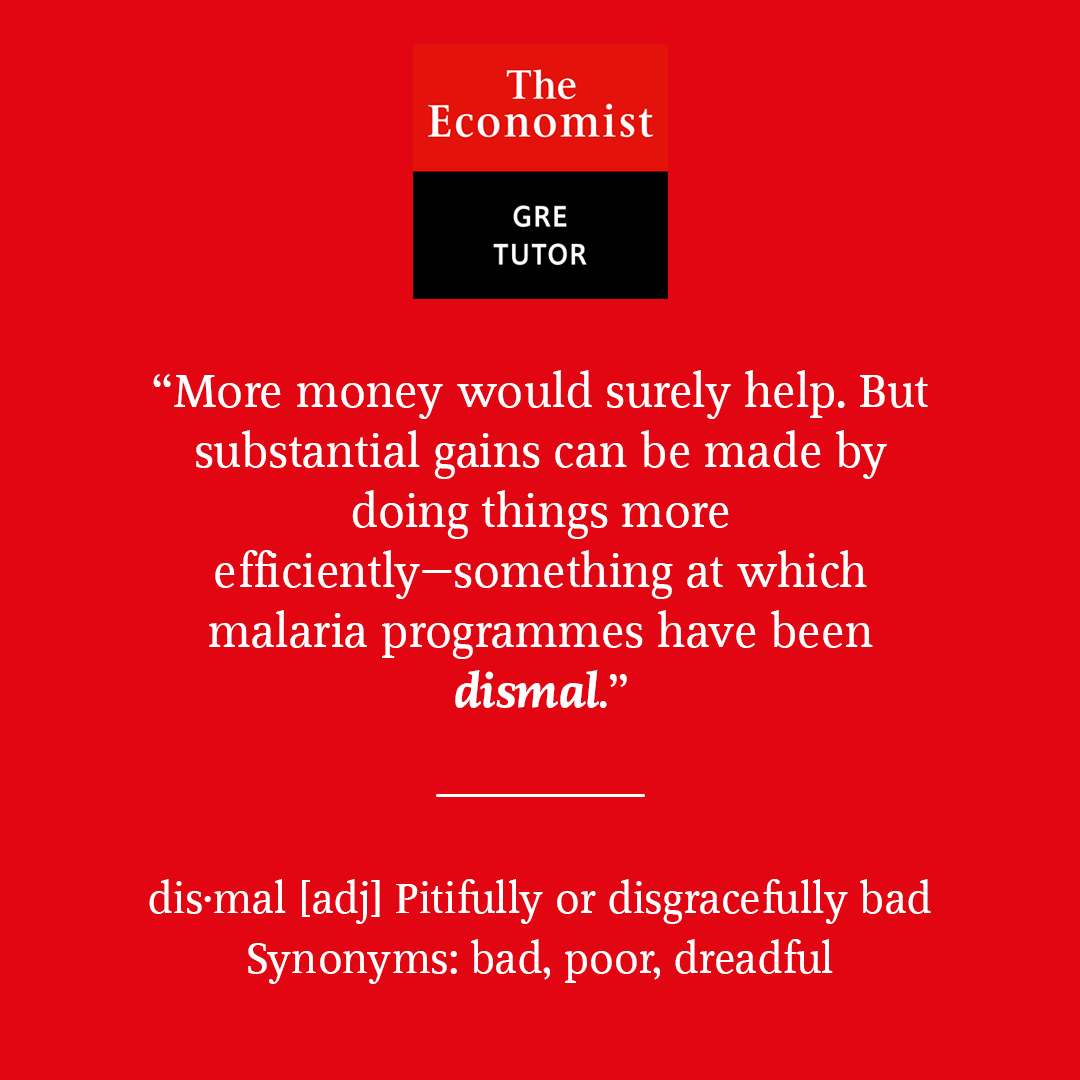 The
Economist
GRE
TUTOR
“More money would surely help. But
substantial gains can be made by
doing things more
efficiently—something at which
malaria programmes have been
dismal.”
dis·mal [adj] Pitifully or disgracefully bad
Synonyms: bad, poor, dreadful